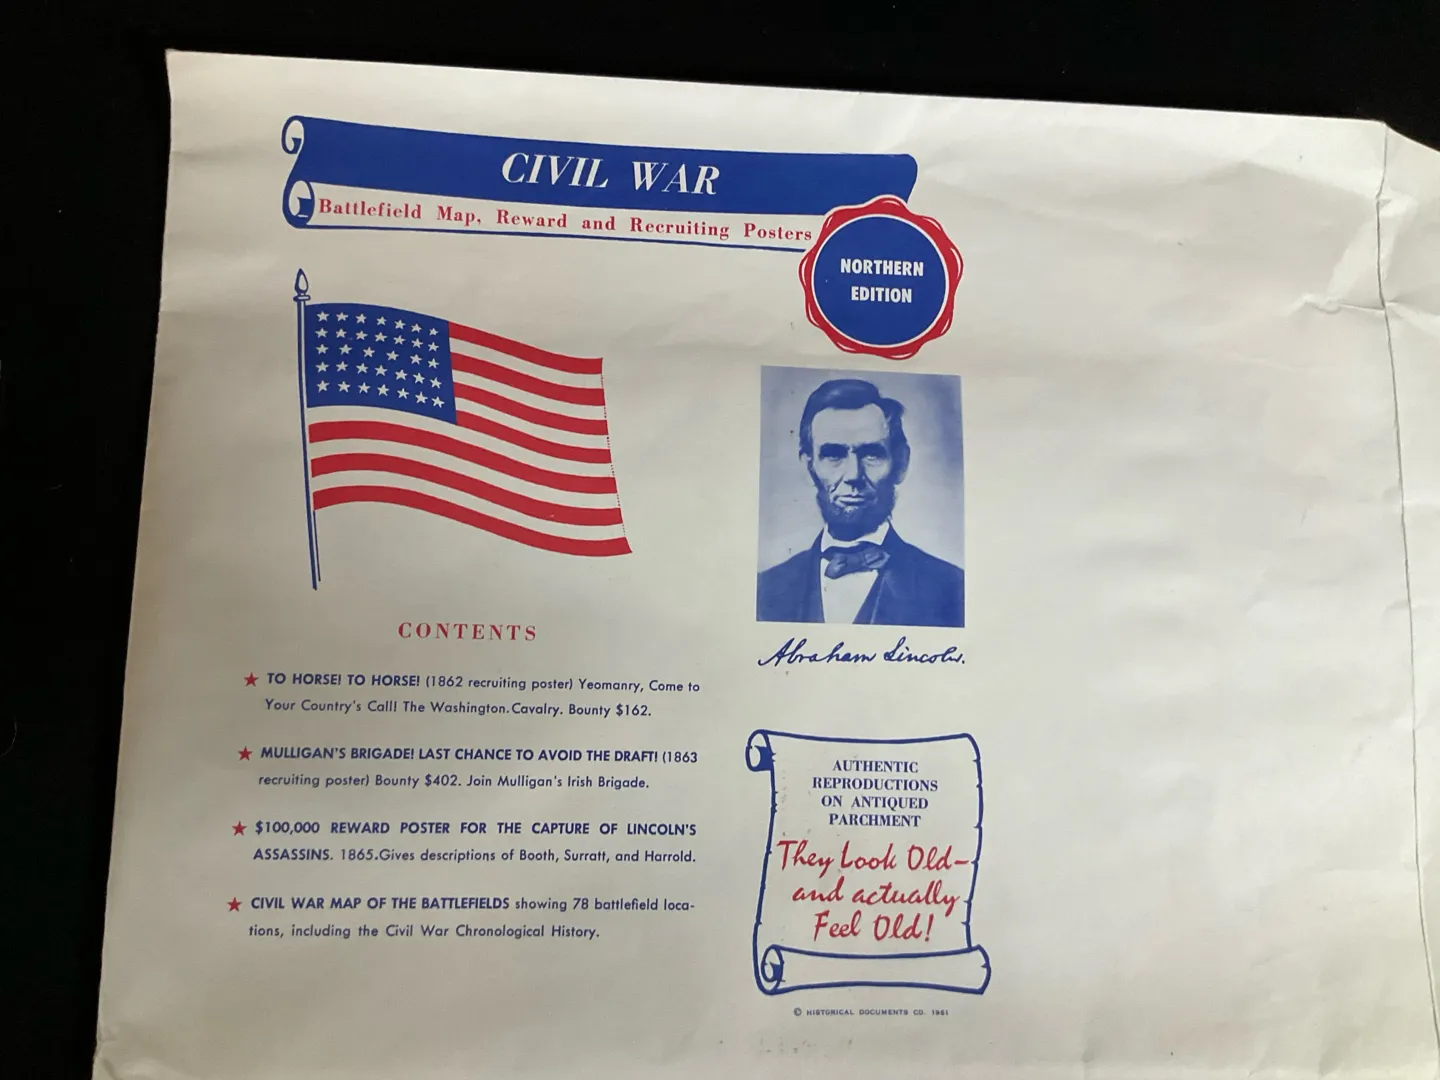 CIVIL WAR
Battlefield Map, Reward and Recruiting Posters
NORTHERN
EDITION
Abraham Lincoln.
CONTENTS
★ TO HORSE! TO HORSE! (1862 recruiting poster) Yeomanry, Come to
Your Country's Call! The Washington.Cavalry. Bounty $162.
★ MULLIGAN'S BRIGADE! LAST CHANCE TO AVOID THE DRAFT! (1863
recruiting poster) Bounty $402. Join Mulligan's Irish Brigade.
★ $100,000 REWARD POSTER FOR THE CAPTURE OF LINCOLN'S
ASSASSINS. 1865.Gives descriptions of Booth, Surratt, and Harrold.
★ CIVIL WAR MAP OF THE BATTLEFIELDS showing 78 battlefield loca-
tions, including the Civil War Chronological History.
AUTHENTIC
REPRODUCTIONS
ON ANTIQUED
PARCHMENT
They Look Old—
and actually
Feel Old!
© HISTORICAL DOCUMENTS CO. 1961